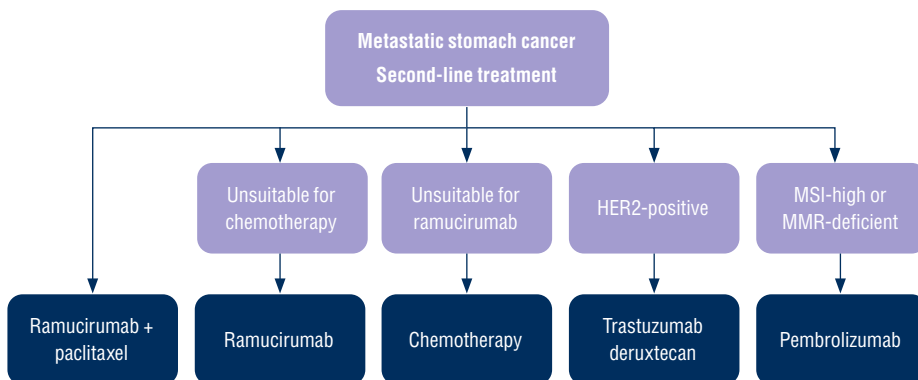 Metastatic stomach cancer
Second-line treatment
Unsuitable for
chemotherapy
Unsuitable for
ramucirumab
HER2-positive
MSI-high or
MMR-deficient
Ramucirumab +
paclitaxel
Ramucirumab
Chemotherapy
Trastuzumab
deruxtecan
Pembrolizumab